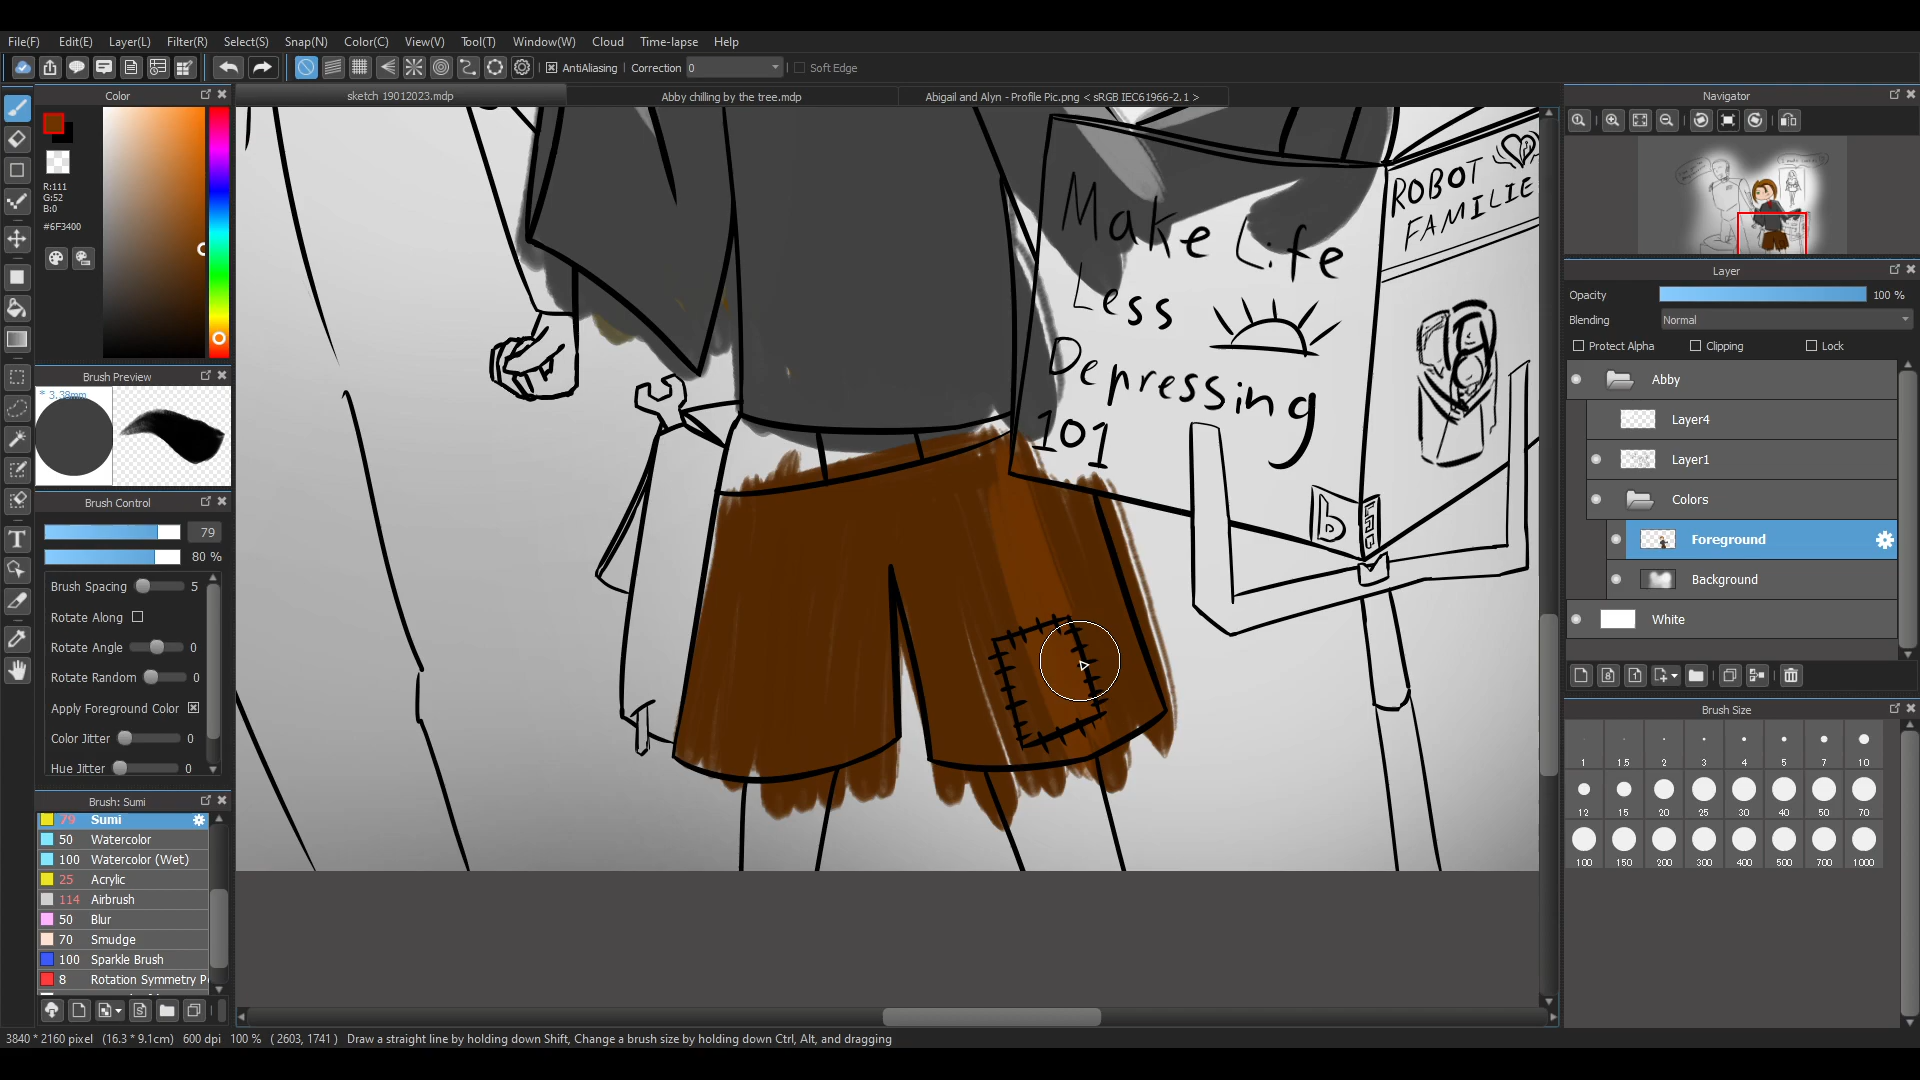 File(F) Edit(E) Layer(L) Filter(R) Select(S) Snap(N) Color(C) View(V) Tool(T) Window(W) Cloud Time-lapse Help
AntiAliasing Correction 0 Soft Edge
Color
R:111
G:52
B:0
#6F3400
Brush Preview
* 3.38mm
Brush Control
79
80 %
Brush Spacing 5
Rotate Along
Rotate Angle 0
Rotate Random 0
Apply Foreground Color
Color Jitter 0
Hue Jitter 0
Brush: Sumi
79 Sumi
50 Watercolor
100 Watercolor (Wet)
25 Acrylic
114 Airbrush
50 Blur
70 Smudge
100 Sparkle Brush
8 Rotation Symmetry P
sketch 19012023.mdp
Abby chilling by the tree.mdp
Abigail and Alyn - Profile Pic.png < sRGB IEC61966-2.1 >
Make Life
Less
Depressing
101
ROBOT
FAMILIE
b
Navigator
Layer
Opacity 100 %
Blending Normal
Protect Alpha Clipping Lock
Abby
Layer4
Layer1
Colors
Foreground
Background
White
Brush Size
1 1.5 2 3 4 5 7 10
12 15 20 25 30 40 50 70
100 150 200 300 400 500 700 1000
3840 * 2160 pixel (16.3 * 9.1cm) 600 dpi 100 % ( 2603, 1741 ) Draw a straight line by holding down Shift, Change a brush size by holding down Ctrl, Alt, and dragging